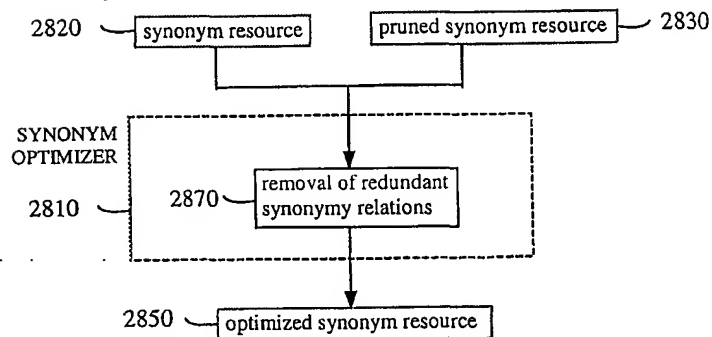 2820 synonym resource
pruned synonym resource 2830
SYNONYM
OPTIMIZER
2810
2870 removal of redundant
synonymy relations
2850 optimized synonym resource